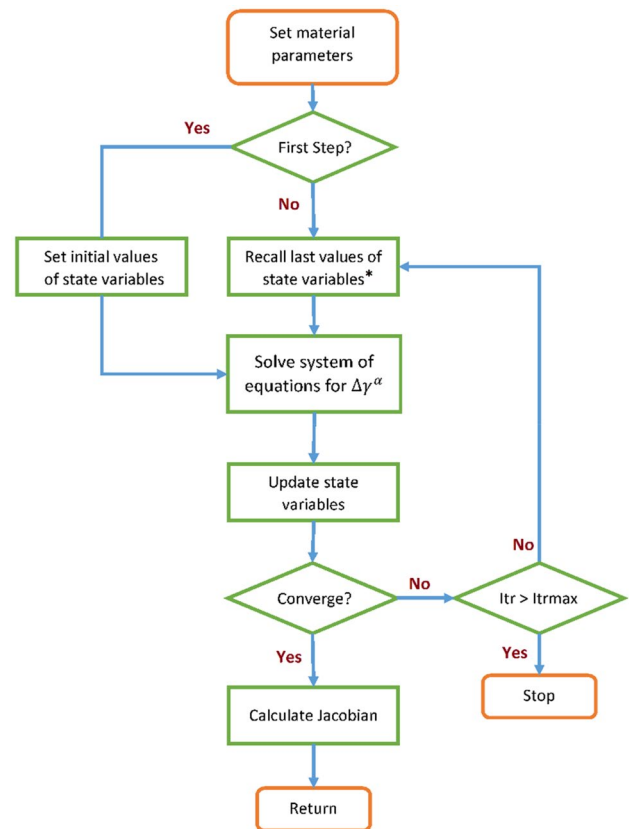 Set material
parameters
Yes
First Step?
No
Set initial values
of state variables
Recall last values of
state variables*
Solve system of
equations for Δγ^α
Update state
variables
No
Converge?
No
Itr > Itrmax
Yes
Yes
Calculate Jacobian
Stop
Return